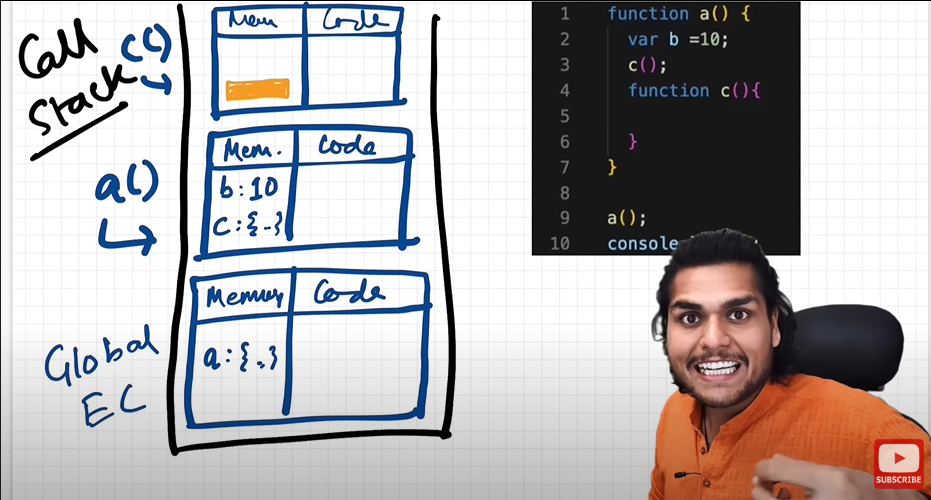 Call
Stack
c()
Mem
Code
a()
Mem.
Code
b:10
c:{..}
Global
EC
Memory
Code
a:{..}
1 function a() {
2 var b =10;
3 c();
4 function c(){
5
6 }
7 }
8
9 a();
10 console
SUBSCRIBE